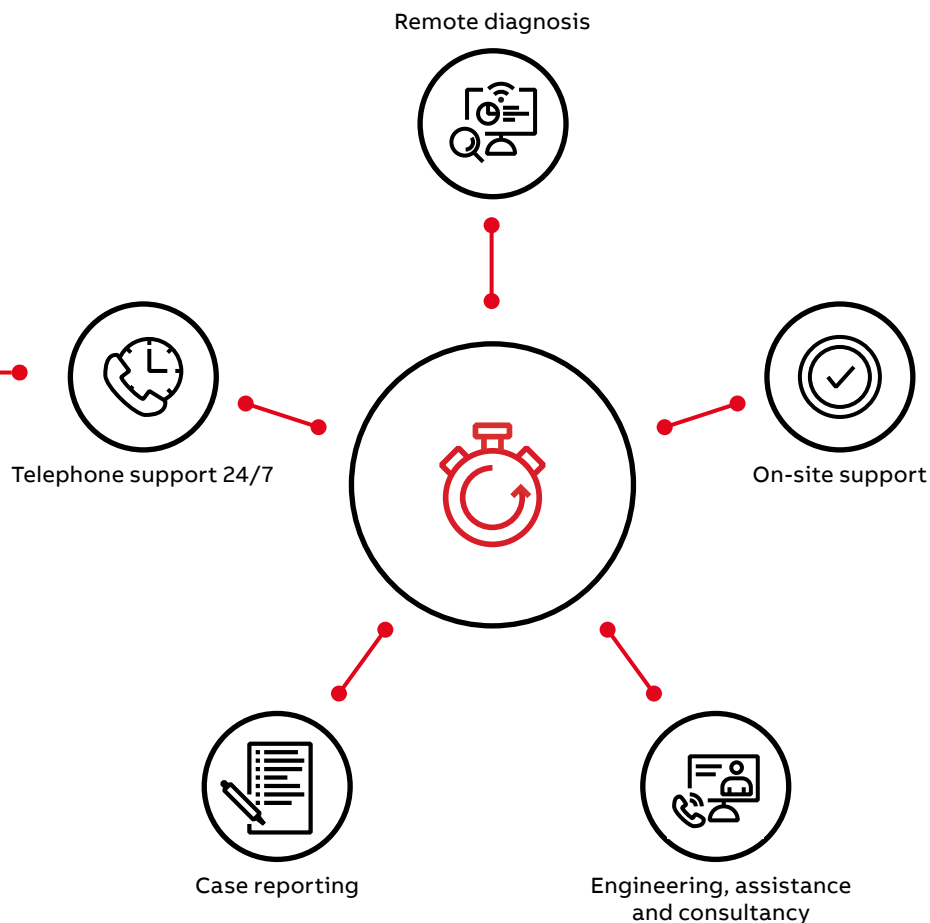 Remote diagnosis
Telephone support 24/7
On-site support
Case reporting
Engineering, assistance
and consultancy